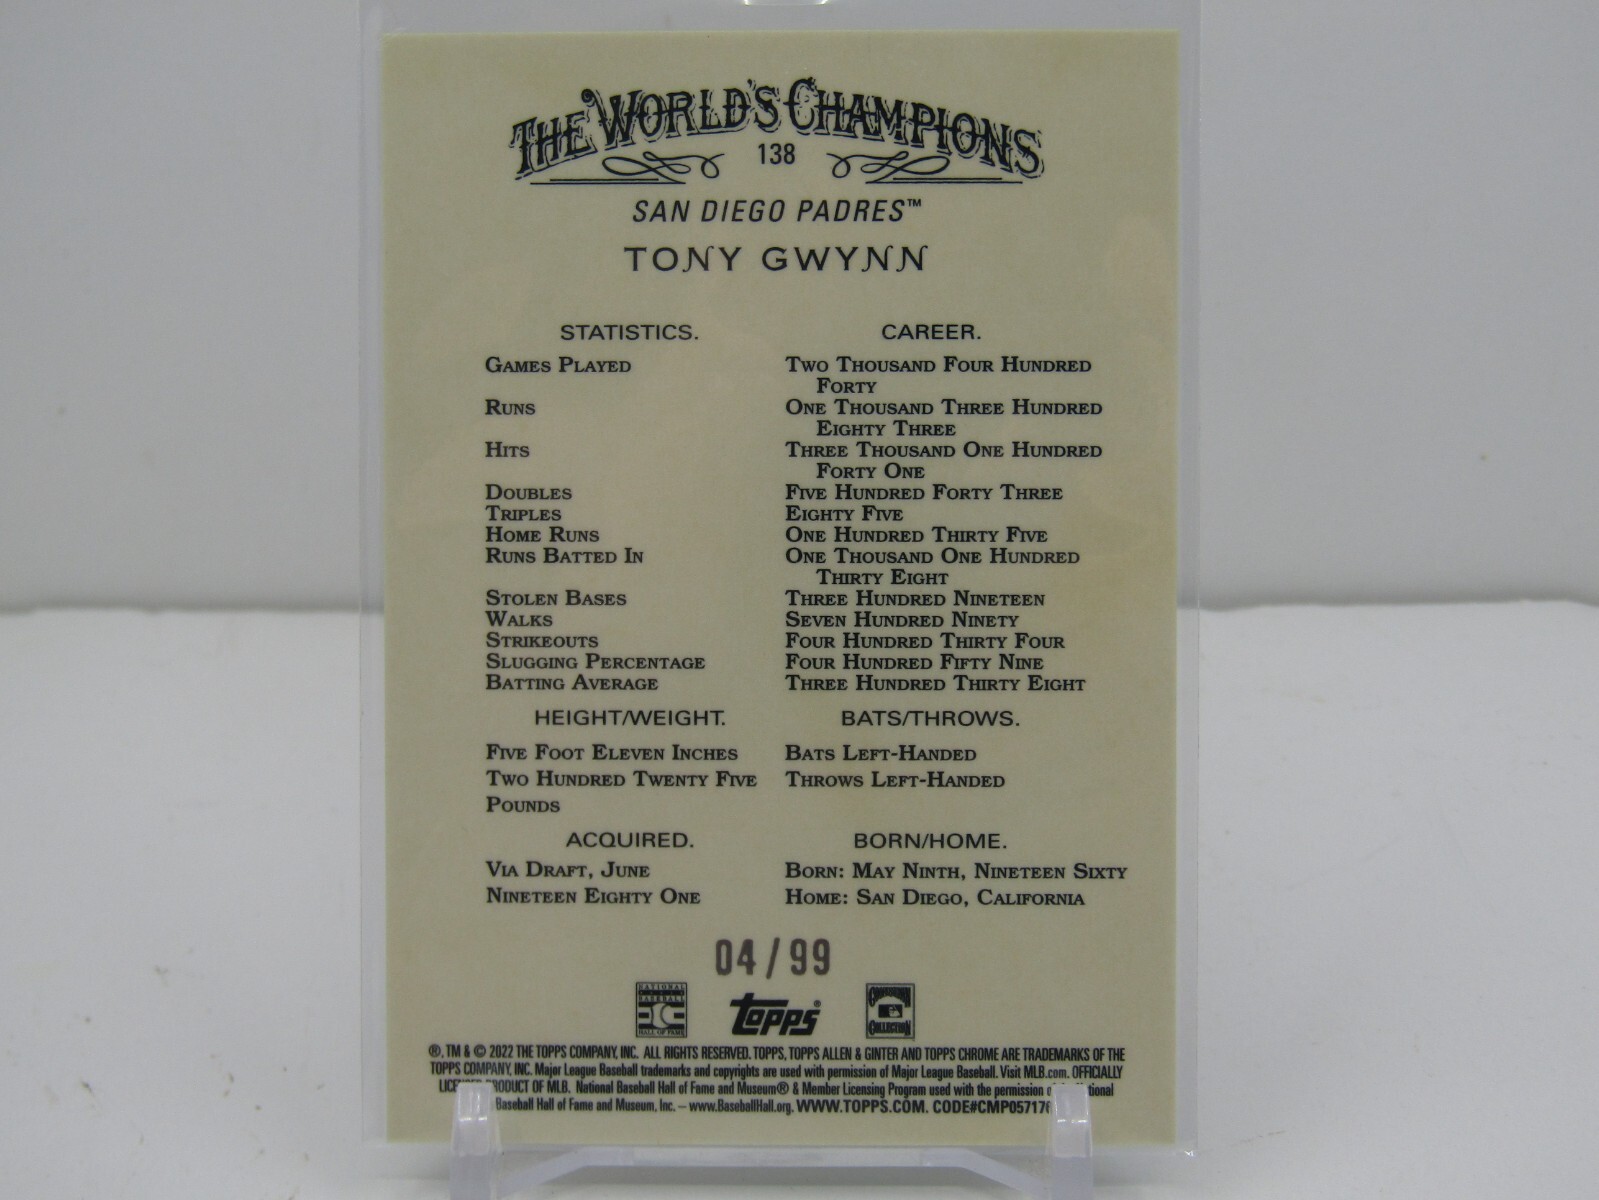 THE WORLD'S CHAMPIONS
138
SAN DIEGO PADRES™
TONY GWYNN
STATISTICS. CAREER.
GAMES PLAYED TWO THOUSAND FOUR HUNDRED
FORTY
RUNS ONE THOUSAND THREE HUNDRED
EIGHTY THREE
HITS THREE THOUSAND ONE HUNDRED
FORTY ONE
DOUBLES FIVE HUNDRED FORTY THREE
TRIPLES EIGHTY FIVE
HOME RUNS ONE HUNDRED THIRTY FIVE
RUNS BATTED IN ONE THOUSAND ONE HUNDRED
THIRTY EIGHT
STOLEN BASES THREE HUNDRED NINETEEN
WALKS SEVEN HUNDRED NINETY
STRIKEOUTS FOUR HUNDRED THIRTY FOUR
SLUGGING PERCENTAGE FOUR HUNDRED FIFTY NINE
BATTING AVERAGE THREE HUNDRED THIRTY EIGHT
HEIGHT/WEIGHT. BATS/THROWS.
FIVE FOOT ELEVEN INCHES BATS LEFT-HANDED
TWO HUNDRED TWENTY FIVE THROWS LEFT-HANDED
POUNDS
ACQUIRED. BORN/HOME.
VIA DRAFT, JUNE BORN: MAY NINTH, NINETEEN SIXTY
NINETEEN EIGHTY ONE HOME: SAN DIEGO, CALIFORNIA
04/99
NATIONAL
BASEBALL
HALL OF FAME
Topps®
COLLECTION
®, TM & © 2022 THE TOPPS COMPANY, INC. ALL RIGHTS RESERVED. TOPPS, TOPPS ALLEN & GINTER AND TOPPS CHROME ARE TRADEMARKS OF THE
TOPPS COMPANY, INC. Major League Baseball trademarks and copyrights are used with permission of Major League Baseball. Visit MLB.com. OFFICIALLY
PRODUCT OF MLB. National Baseball Hall of Fame and Museum® & Member Licensing Program used with the permission National
Baseball Hall of Fame and Museum, Inc. – www.BaseballHall.org. WWW.TOPPS.COM. CODE#CMP05717